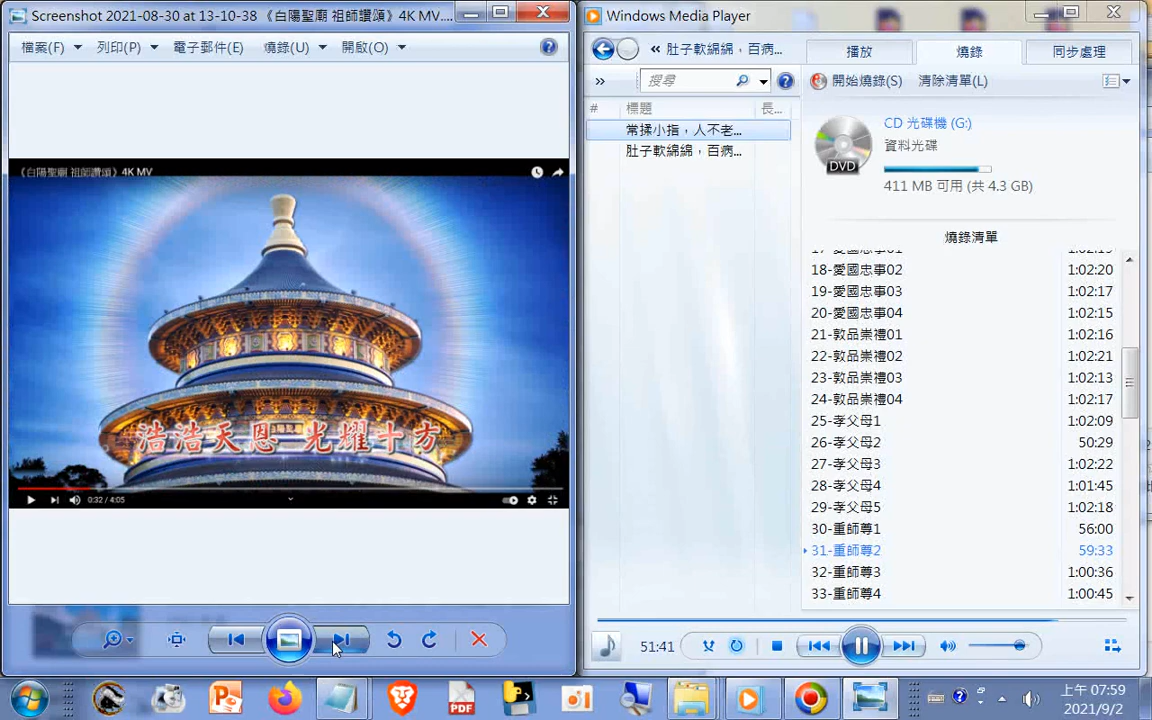 Screenshot 2021-08-30 at 13-10-38 《白陽聖廟 祖師讚頌》4K MV....
檔案(F)
列印(P)
電子郵件(E)
燒錄(U)
開啟(O)
《白陽聖廟 祖師讚頌》4K MV
浩浩天恩 光耀十方
0:32 / 4:05
Windows Media Player
« 肚子軟綿綿，百病...
播放
燒錄
同步處理
»
搜尋
開始燒錄(S)
清除清單(L)
#
標題
長...
常揉小指，人不老...
肚子軟綿綿，百病...
CD 光碟機 (G:)
資料光碟
DVD
411 MB 可用 (共 4.3 GB)
燒錄清單
18-愛國忠事02 1:02:20
19-愛國忠事03 1:02:17
20-愛國忠事04 1:02:15
21-敦品崇禮01 1:02:16
22-敦品崇禮02 1:02:21
23-敦品崇禮03 1:02:13
24-敦品崇禮04 1:02:17
25-孝父母1 1:02:09
26-孝父母2 50:29
27-孝父母3 1:02:22
28-孝父母4 1:01:45
29-孝父母5 1:02:18
30-重師尊1 56:00
31-重師尊2 59:33
32-重師尊3 1:00:36
33-重師尊4 1:00:45
51:41
PDF
上午 07:59
2021/9/2